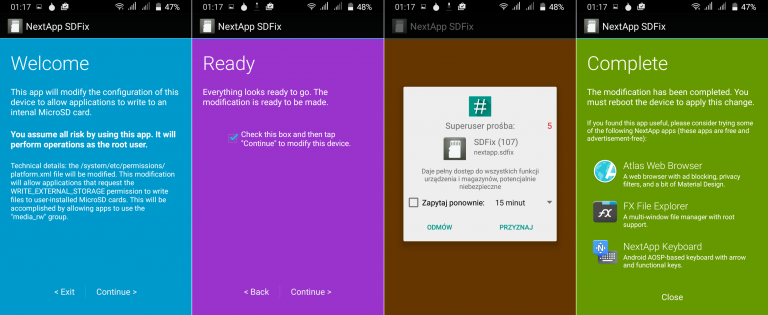 01:17
47%
NextApp SDFix
Welcome
This app will modify the configuration of this
device to allow applications to write to an
intenal MicroSD card.
You assume all risk by using this app. It will
perform operations as the root user.
Technical details: the /system/etc/permissions/
platform.xml file will be modified. This modification
will allow applications that request the
WRITE_EXTERNAL_STORAGE permission to write
files to user-installed MicroSD cards. This will be
accomplished by allowing apps to use the
"media_rw" group.
< Exit
Continue >
01:17
48%
NextApp SDFix
Ready
Everything looks ready to go. The
modification is ready to be made.
Check this box and then tap
"Continue" to modify this device.
< Back
Continue >
01:17
48%
NextApp SDFix
#
Superuser prośba:
5
SDFix (107)
nextapp.sdfix
Daje pełny dostęp do wszystkich funkcji
urządzenia i magazynów, potencjalnie
niebezpieczne
Zapytaj ponownie:
15 minut
ODMÓW
PRZYZNAJ
01:17
47%
NextApp SDFix
Complete
The modification has been completed. You
must reboot the device to apply this change.
If you found this app useful, please consider trying some
of the following NextApp apps (these apps are free and
advertisement-free):
Atlas Web Browser
A web browser with ad blocking, privacy
filters, and a bit of Material Design.
FX
FX File Explorer
A multi-window file manager with root
support.
N
NextApp Keyboard
Android AOSP-based keyboard with arrow
and functional keys.
Close